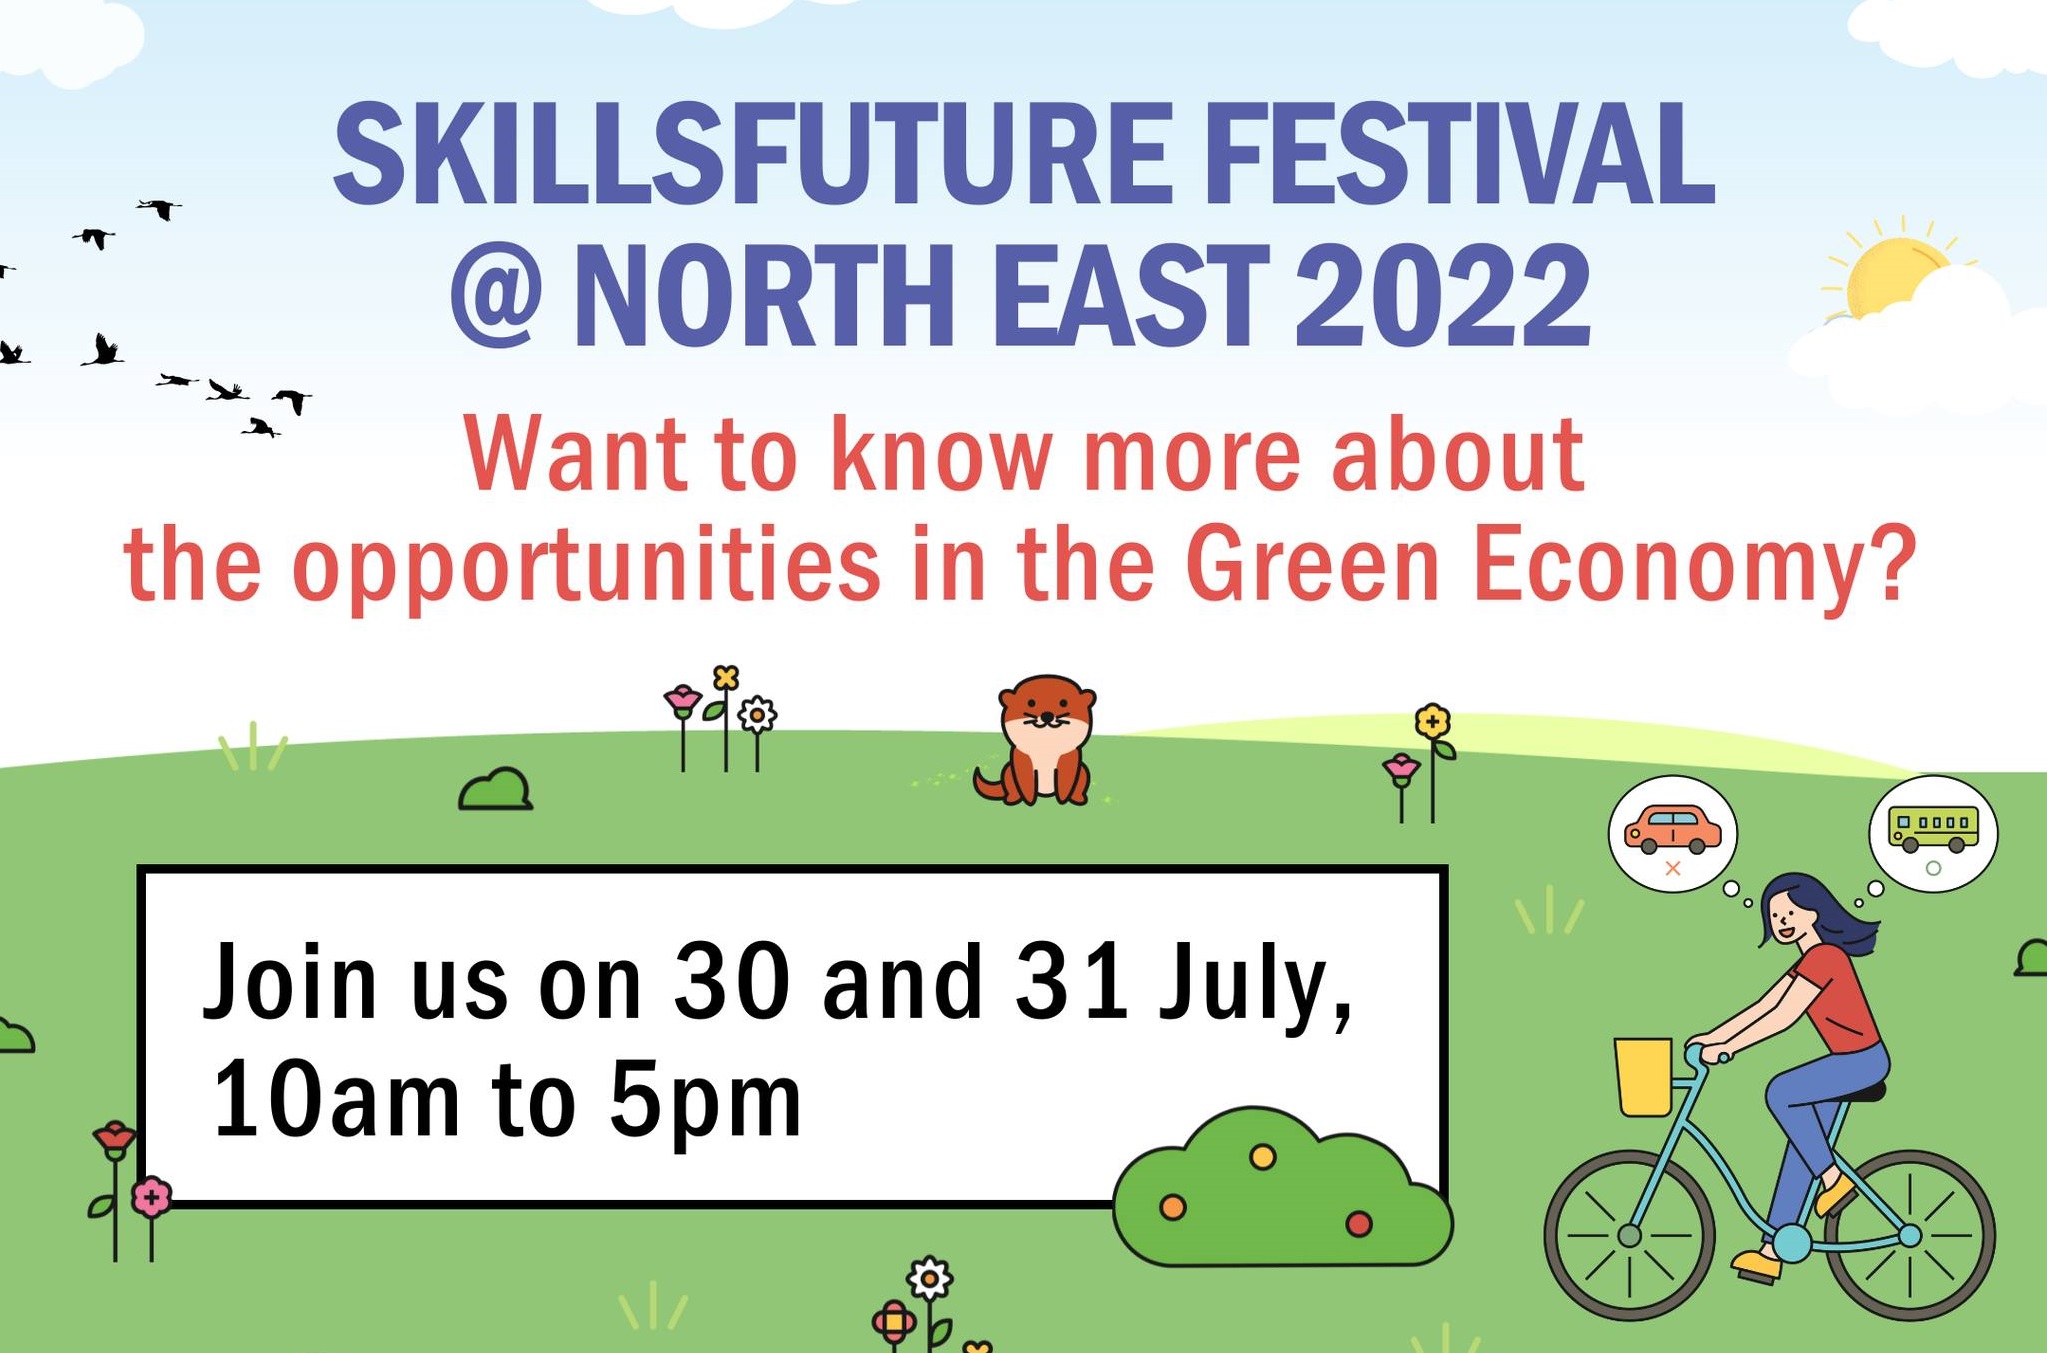 SKILLSFUTURE FESTIVAL
@ NORTH EAST 2022
Want to know more about
the opportunities in the Green Economy?
Join us on 30 and 31 July,
10am to 5pm